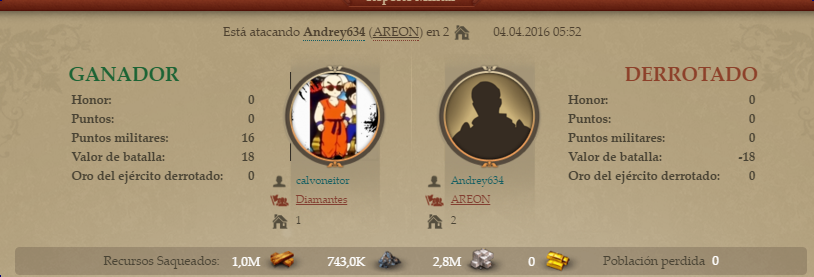 Está atacando Andrey634 (AREON) en 2 04.04.2016 05:52
GANADOR
Honor: 0
Puntos: 0
Puntos militares: 16
Valor de batalla: 18
Oro del ejército derrotado: 0
calvoneitor
Diamantes
1
DERROTADO
Honor: 0
Puntos: 0
Puntos militares: 0
Valor de batalla: -18
Oro del ejército derrotado: 0
Andrey634
AREON
2
Recursos Saqueados: 1,0M 743,0K 2,8M 0 Población perdida 0